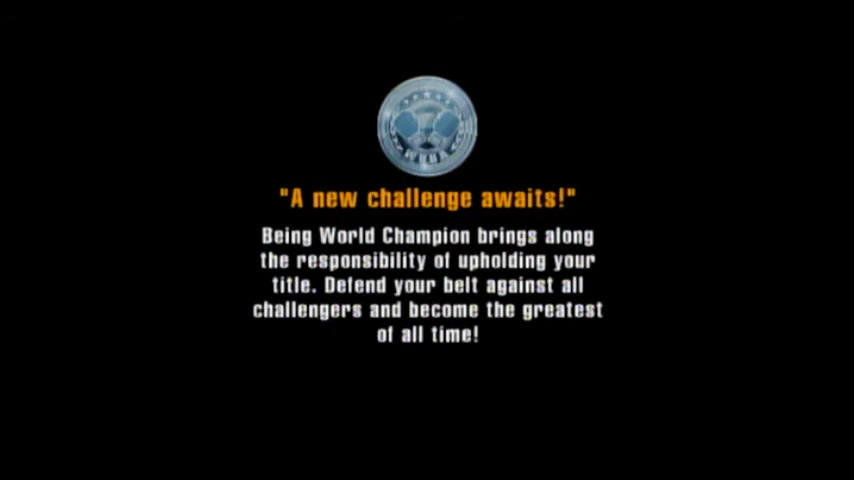 WVBA
"A new challenge awaits!"
Being World Champion brings along
the responsibility of upholding your
title. Defend your belt against all
challengers and become the greatest
of all time!